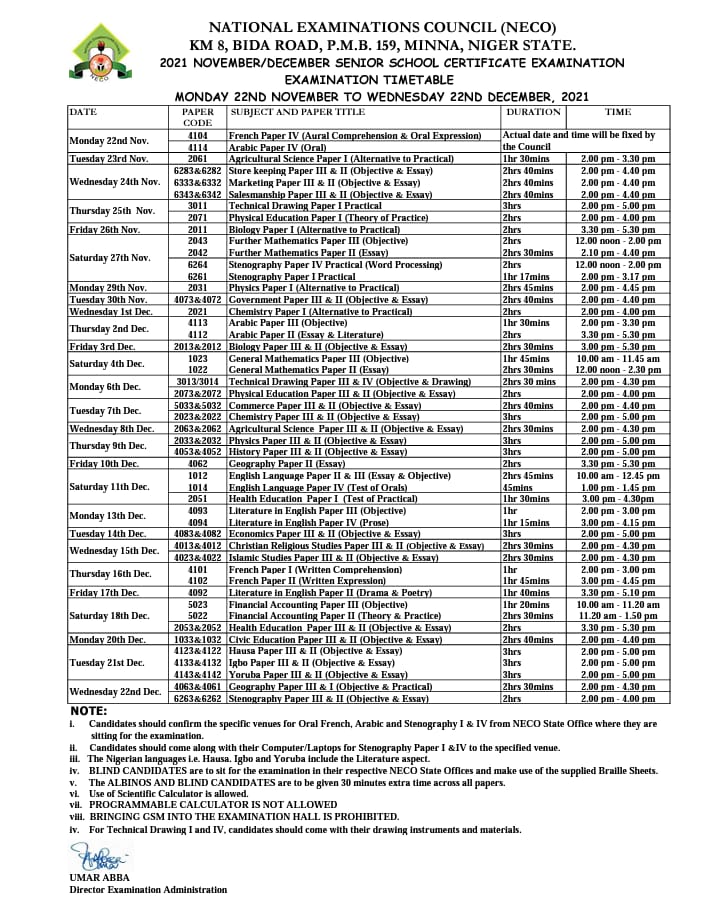 NECO
NATIONAL EXAMINATIONS COUNCIL (NECO)
KM 8, BIDA ROAD, P.M.B. 159, MINNA, NIGER STATE.
2021 NOVEMBER/DECEMBER SENIOR SCHOOL CERTIFICATE EXAMINATION
EXAMINATION TIMETABLE
MONDAY 22ND NOVEMBER TO WEDNESDAY 22ND DECEMBER, 2021
DATE PAPER CODE SUBJECT AND PAPER TITLE DURATION TIME
Monday 22nd Nov. 4104 French Paper IV (Aural Comprehension & Oral Expression) Actual date and time will be fixed by
4114 Arabic Paper IV (Oral) the Council
Tuesday 23rd Nov. 2061 Agricultural Science Paper I (Alternative to Practical) 1hr 30mins 2.00 pm - 3.30 pm
Wednesday 24th Nov. 6283&6282 Store keeping Paper III & II (Objective & Essay) 2hrs 40mins 2.00 pm - 4.40 pm
6333&6332 Marketing Paper III & II (Objective & Essay) 2hrs 40mins 2.00 pm - 4.40 pm
6343&6342 Salesmanship Paper III & II (Objective & Essay) 2hrs 40mins 2.00 pm - 4.40 pm
Thursday 25th Nov. 3011 Technical Drawing Paper I Practical 3hrs 2.00 pm - 5.00 pm
2071 Physical Education Paper I (Theory of Practice) 2hrs 2.00 pm - 4.00 pm
Friday 26th Nov. 2011 Biology Paper I (Alternative to Practical) 2hrs 3.30 pm - 5.30 pm
Saturday 27th Nov. 2043 Further Mathematics Paper III (Objective) 2hrs 12.00 noon - 2.00 pm
2042 Further Mathematics Paper II (Essay) 2hrs 30mins 2.10 pm - 4.40 pm
6264 Stenography Paper IV Practical (Word Processing) 2hrs 12.00 noon - 2.00 pm
6261 Stenography Paper I Practical 1hr 17mins 2.00 pm - 3.17 pm
Monday 29th Nov. 2031 Physics Paper I (Alternative to Practical) 2hrs 45mins 2.00 pm - 4.45 pm
Tuesday 30th Nov. 4073&4072 Government Paper III & II (Objective & Essay) 2hrs 40mins 2.00 pm - 4.40 pm
Wednesday 1st Dec. 2021 Chemistry Paper I (Alternative to Practical) 2hrs 2.00 pm - 4.00 pm
Thursday 2nd Dec. 4113 Arabic Paper III (Objective) 1hr 30mins 2.00 pm - 3.30 pm
4112 Arabic Paper II (Essay & Literature) 2hrs 3.30 pm - 5.30 pm
Friday 3rd Dec. 2013&2012 Biology Paper III & II (Objective & Essay) 2hrs 30mins 3.00 pm - 5.30 pm
Saturday 4th Dec. 1023 General Mathematics Paper III (Objective) 1hr 45mins 10.00 am - 11.45 am
1022 General Mathematics Paper II (Essay) 2hrs 30mins 12.00 noon - 2.30 pm
Monday 6th Dec. 3013/3014 Technical Drawing Paper III & IV (Objective & Drawing) 2hrs 30 mins 2.00 pm - 4.30 pm
2073&2072 Physical Education Paper III & II (Objective & Essay) 2hrs 2.00 pm - 4.00 pm
Tuesday 7th Dec. 5033&5032 Commerce Paper III & II (Objective & Essay) 2hrs 40mins 2.00 pm - 4.40 pm
2023&2022 Chemistry Paper III & II (Objective & Essay) 3hrs 2.00 pm - 5.00 pm
Wednesday 8th Dec. 2063&2062 Agricultural Science Paper III & II (Objective & Essay) 2hrs 30mins 2.00 pm - 4.30 pm
Thursday 9th Dec. 2033&2032 Physics Paper III & II (Objective & Essay) 3hrs 2.00 pm - 5.00 pm
4053&4052 History Paper III & II (Objective & Essay) 3hrs 2.00 pm - 5.00 pm
Friday 10th Dec. 4062 Geography Paper II (Essay) 2hrs 3.30 pm - 5.30 pm
Saturday 11th Dec. 1012 English Language Paper II & III (Essay & Objective) 2hrs 45mins 10.00 am - 12.45 pm
1014 English Language Paper IV (Test of Orals) 45mins 1.00 pm - 1.45 pm
2051 Health Education Paper I (Test of Practical) 1hr 30mins 3.00 pm - 4.30pm
Monday 13th Dec. 4093 Literature in English Paper III (Objective) 1hr 2.00 pm - 3.00 pm
4094 Literature in English Paper IV (Prose) 1hr 15mins 3.00 pm - 4.15 pm
Tuesday 14th Dec. 4083&4082 Economics Paper III & II (Objective & Essay) 3hrs 2.00 pm - 5.00 pm
Wednesday 15th Dec. 4013&4012 Christian Religious Studies Paper III & II (Objective & Essay) 2hrs 30mins 2.00 pm - 4.30 pm
4023&4022 Islamic Studies Paper III & II (Objective & Essay) 2hrs 30mins 2.00 pm - 4.30 pm
Thursday 16th Dec. 4101 French Paper I (Written Comprehension) 1hr 2.00 pm - 3.00 pm
4102 French Paper II (Written Expression) 1hr 45mins 3.00 pm - 4.45 pm
Friday 17th Dec. 4092 Literature in English Paper II (Drama & Poetry) 1hr 40mins 3.30 pm - 5.10 pm
Saturday 18th Dec. 5023 Financial Accounting Paper III (Objective) 1hr 20mins 10.00 am - 11.20 am
5022 Financial Accounting Paper II (Theory & Practice) 2hrs 30mins 11.20 am - 1.50 pm
2053&2052 Health Education Paper III & II (Objective & Essay) 2hrs 3.30 pm - 5.30 pm
Monday 20th Dec. 1033&1032 Civic Education Paper III & II (Objective & Essay) 2hrs 40mins 2.00 pm - 4.40 pm
Tuesday 21st Dec. 4123&4122 Hausa Paper III & II (Objective & Essay) 3hrs 2.00 pm - 5.00 pm
4133&4132 Igbo Paper III & II (Objective & Essay) 3hrs 2.00 pm - 5.00 pm
4143&4142 Yoruba Paper III & II (Objective & Essay) 3hrs 2.00 pm - 5.00 pm
Wednesday 22nd Dec. 4063&4061 Geography Paper III & I (Objective & Practical) 2hrs 30mins 2.00 pm - 4.30 pm
6263&6262 Stenography Paper III & II (Objective & Essay) 2hrs 2.00 pm - 4.00 pm
NOTE:
i. Candidates should confirm the specific venues for Oral French, Arabic and Stenography I & IV from NECO State Office where they are
sitting for the examination.
ii. Candidates should come along with their Computer/Laptops for Stenography Paper I &IV to the specified venue.
iii. The Nigerian languages i.e. Hausa. Igbo and Yoruba include the Literature aspect.
iv. BLIND CANDIDATES are to sit for the examination in their respective NECO State Offices and make use of the supplied Braille Sheets.
v. The ALBINOS AND BLIND CANDIDATES are to be given 30 minutes extra time across all papers.
vi. Use of Scientific Calculator is allowed.
vii. PROGRAMMABLE CALCULATOR IS NOT ALLOWED
viii. BRINGING GSM INTO THE EXAMINATION HALL IS PROHIBITED.
iv. For Technical Drawing I and IV, candidates should come with their drawing instruments and materials.
UMAR ABBA
Director Examination Administration